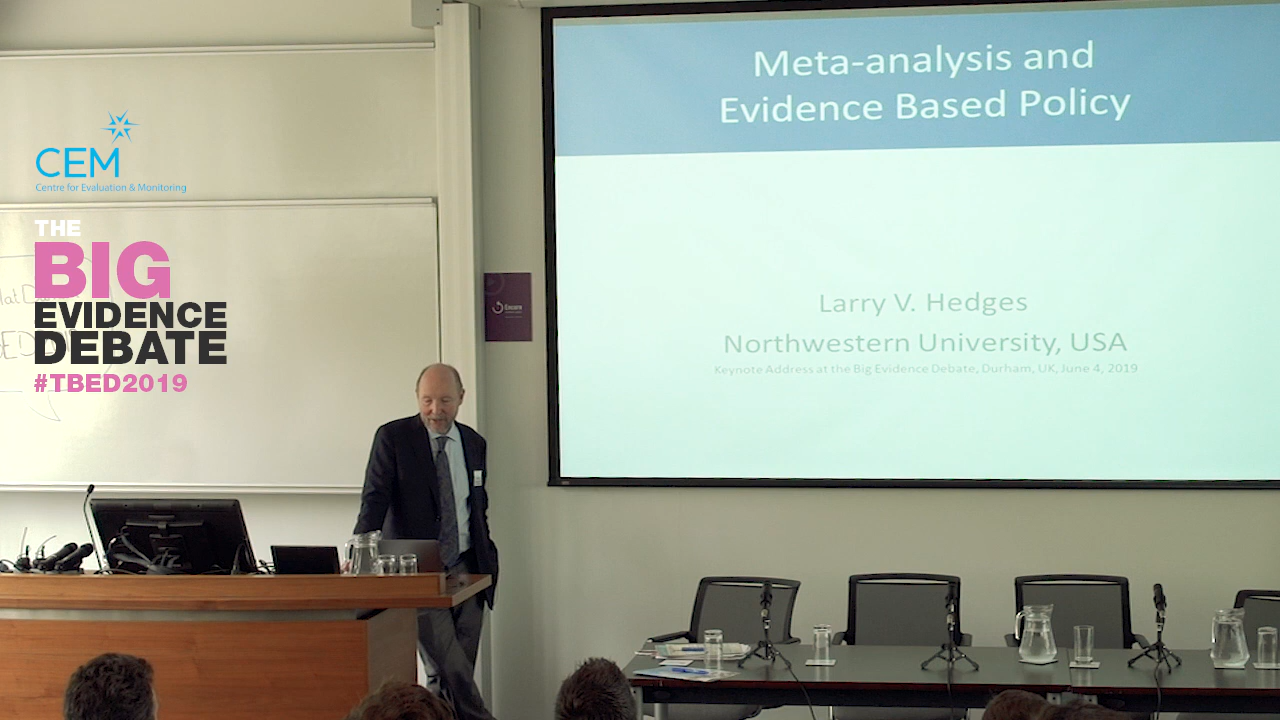 CEM
Centre for Evaluation & Monitoring
THE
BIG
EVIDENCE
DEBATE
#TBED2019
Meta-analysis and
Evidence Based Policy
Larry V. Hedges
Northwestern University, USA
Keynote Address at the Big Evidence Debate, Durham, UK, June 4, 2019
Encore